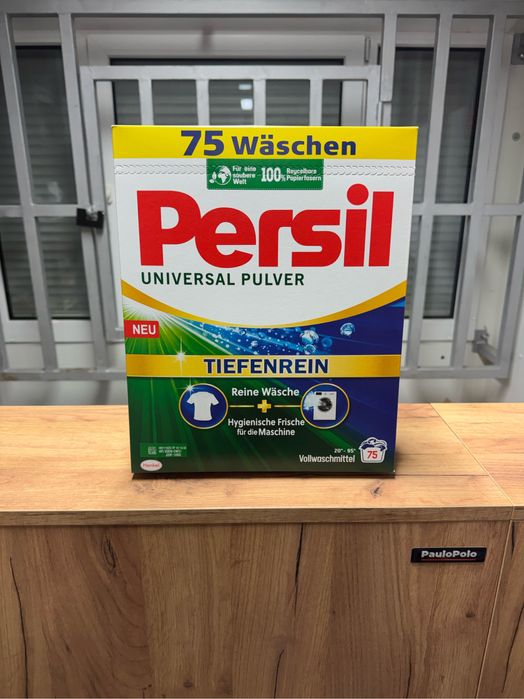 75 Wäschen
Für eine
saubere
Welt
100% Recycelbare
Papierfasern
Persil
UNIVERSAL PULVER
NEU
TIEFENREIN
Reine Wäsche
+
Hygienische Frische
für die Maschine
20°- 95°
Vollwaschmittel
75
Henkel
PauloPolo